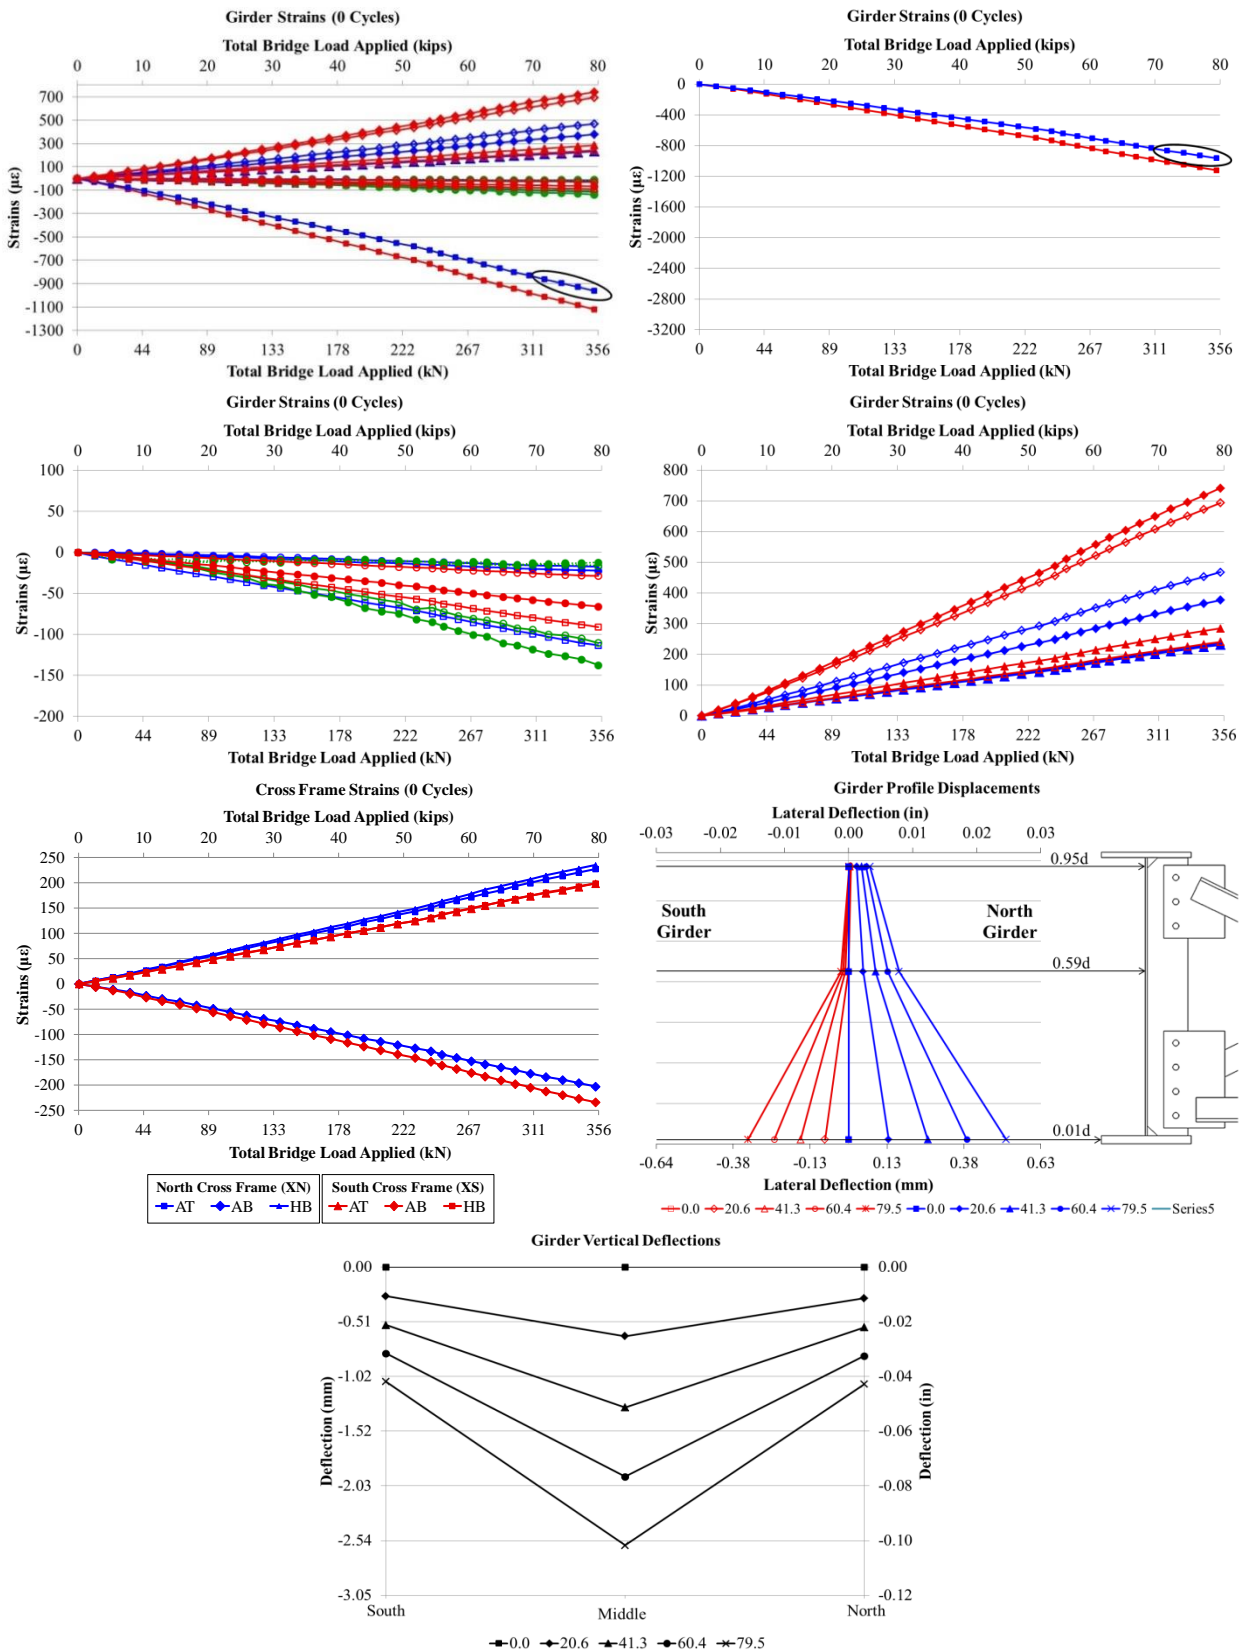 Girder Strains (0 Cycles)
Total Bridge Load Applied (kips)
0 10 20 30 40 50 60 70 80
700
500
300
100
-100
-300
-500
-700
-900
-1100
-1300
Strains (με)
0 44 89 133 178 222 267 311 356
Total Bridge Load Applied (kN)
Girder Strains (0 Cycles)
Total Bridge Load Applied (kips)
0 10 20 30 40 50 60 70 80
0
-400
-800
-1200
-1600
-2000
-2400
-2800
-3200
Strains (με)
0 44 89 133 178 222 267 311 356
Total Bridge Load Applied (kN)
Girder Strains (0 Cycles)
Total Bridge Load Applied (kips)
0 10 20 30 40 50 60 70 80
100
50
0
-50
-100
-150
-200
Strains (με)
0 44 89 133 178 222 267 311 356
Total Bridge Load Applied (kN)
Girder Strains (0 Cycles)
Total Bridge Load Applied (kips)
0 10 20 30 40 50 60 70 80
800
700
600
500
400
300
200
100
0
Strains (με)
0 44 89 133 178 222 267 311 356
Total Bridge Load Applied (kN)
Cross Frame Strains (0 Cycles)
Total Bridge Load Applied (kips)
0 10 20 30 40 50 60 70 80
250
200
150
100
50
0
-50
-100
-150
-200
-250
Strains (με)
0 44 89 133 178 222 267 311 356
Total Bridge Load Applied (kN)
North Cross Frame (XN)
AT AB HB
South Cross Frame (XS)
AT AB HB
Girder Profile Displacements
Lateral Deflection (in)
-0.03 -0.02 -0.01 0.00 0.01 0.02 0.03
0.95d
South
Girder
North
Girder
0.59d
0.01d
-0.64 -0.38 -0.13 0.13 0.38 0.63
Lateral Deflection (mm)
0.0 20.6 41.3 60.4 79.5 0.0 20.6 41.3 60.4 79.5 Series5
Girder Vertical Deflections
0.00
-0.51
-1.02
-1.52
-2.03
-2.54
-3.05
Deflection (mm)
0.00
-0.02
-0.04
-0.06
-0.08
-0.10
-0.12
Deflection (in)
South Middle North
0.0 20.6 41.3 60.4 79.5